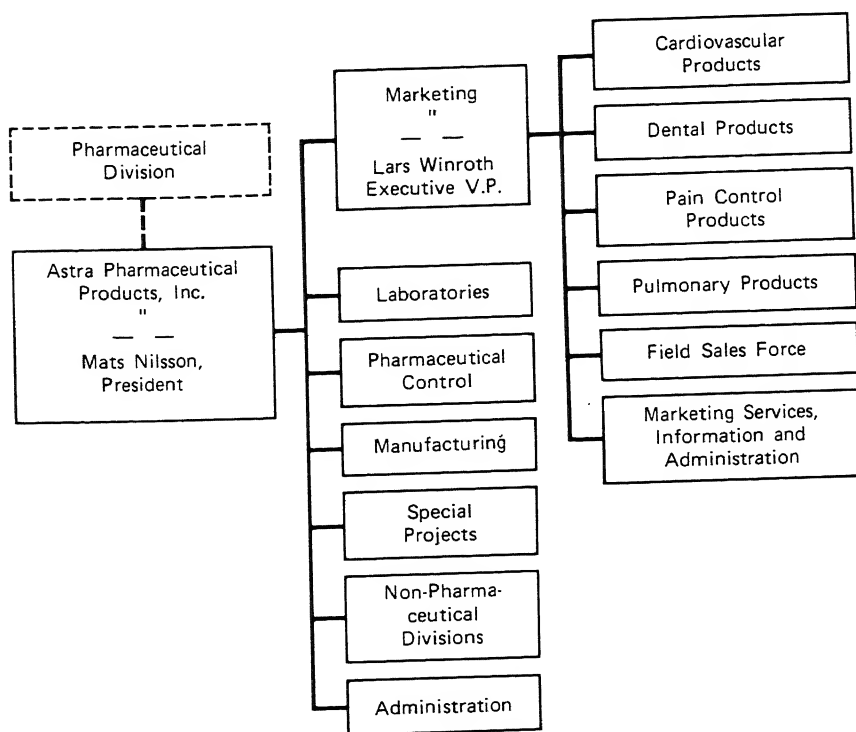 Pharmaceutical
Division
Astra Pharmaceutical
Products, Inc.
"
— —
Mats Nilsson,
President
Marketing
"
— —
Lars Winroth
Executive V.P.
Laboratories
Pharmaceutical
Control
Manufacturing
Special
Projects
Non-Pharma-
ceutical
Divisions
Administration
Cardiovascular
Products
Dental Products
Pain Control
Products
Pulmonary Products
Field Sales Force
Marketing Services,
Information and
Administration